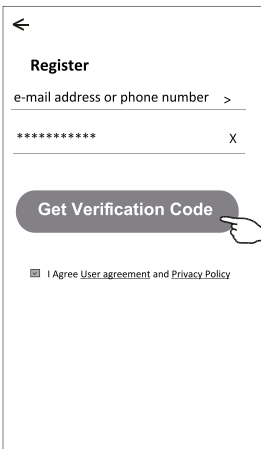 Register
e-mail address or phone number >
*********** X
Get Verification Code
I Agree User agreement and Privacy Policy